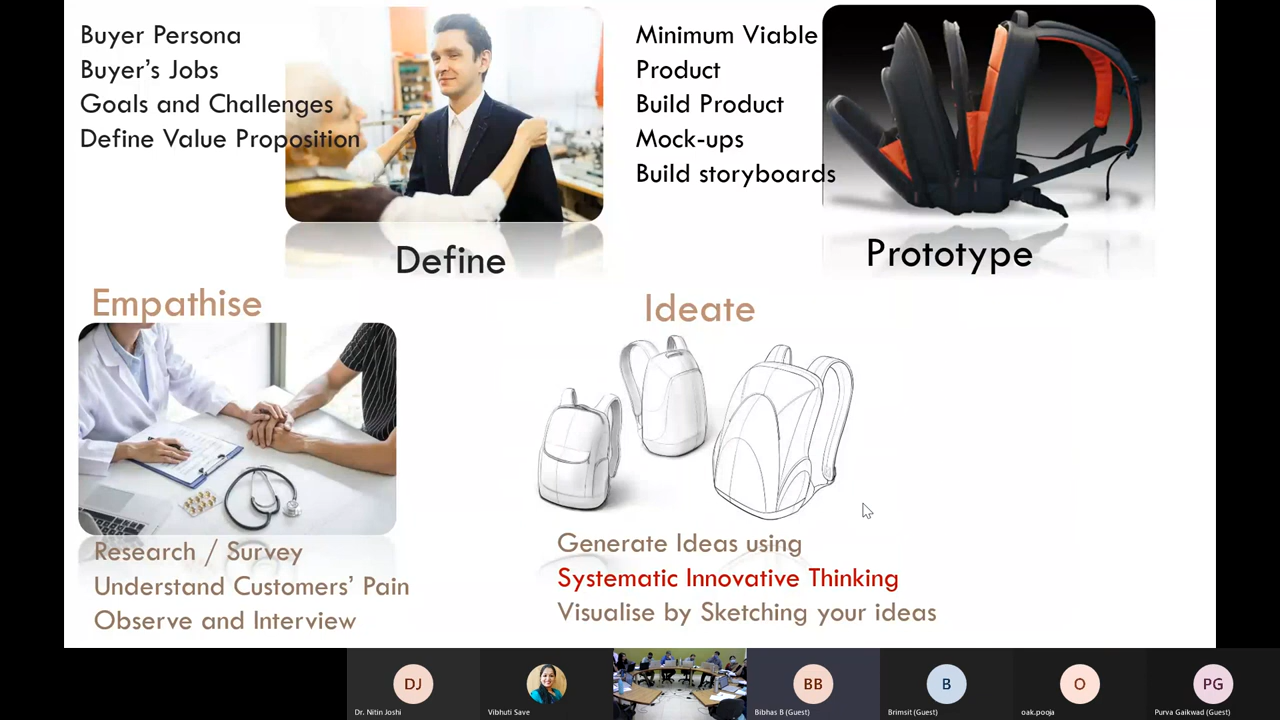 Buyer Persona
Buyer's Jobs
Goals and Challenges
Define Value Proposition
Define
Minimum Viable
Product
Build Product
Mock-ups
Build storyboards
Prototype
Empathise
Research / Survey
Understand Customers' Pain
Observe and Interview
Ideate
Generate Ideas using
Systematic Innovative Thinking
Visualise by Sketching your ideas
DJ
Dr. Nitin Joshi
Vibhuti Save
BB
Bibhas B (Guest)
B
Brimsit (Guest)
O
oak.pooja
PG
Purva Gaikwad (Guest)